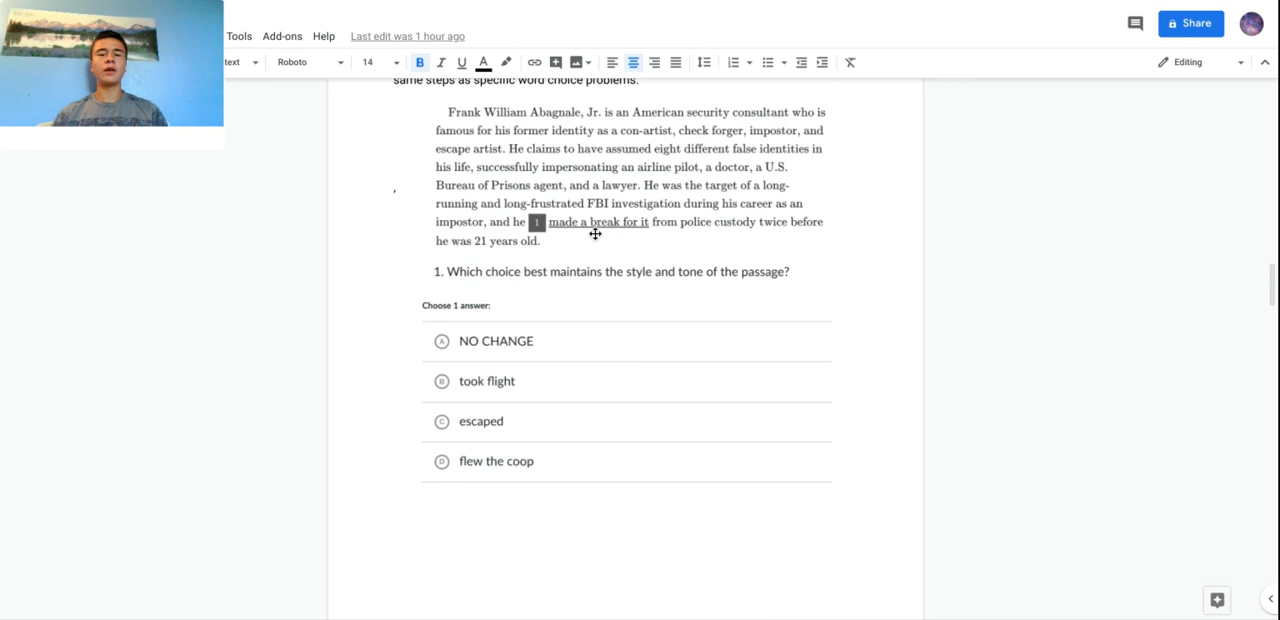 Tools Add-ons Help Last edit was 1 hour ago
Share
text Roboto 14 B I U A Editing
same steps as specific word choice problems.
Frank William Abagnale, Jr. is an American security consultant who is
famous for his former identity as a con-artist, check forger, impostor, and
escape artist. He claims to have assumed eight different false identities in
his life, successfully impersonating an airline pilot, a doctor, a U.S.
Bureau of Prisons agent, and a lawyer. He was the target of a long-
running and long-frustrated FBI investigation during his career as an
impostor, and he 1 made a break for it from police custody twice before
he was 21 years old.
1. Which choice best maintains the style and tone of the passage?
Choose 1 answer:
A NO CHANGE
B took flight
C escaped
D flew the coop